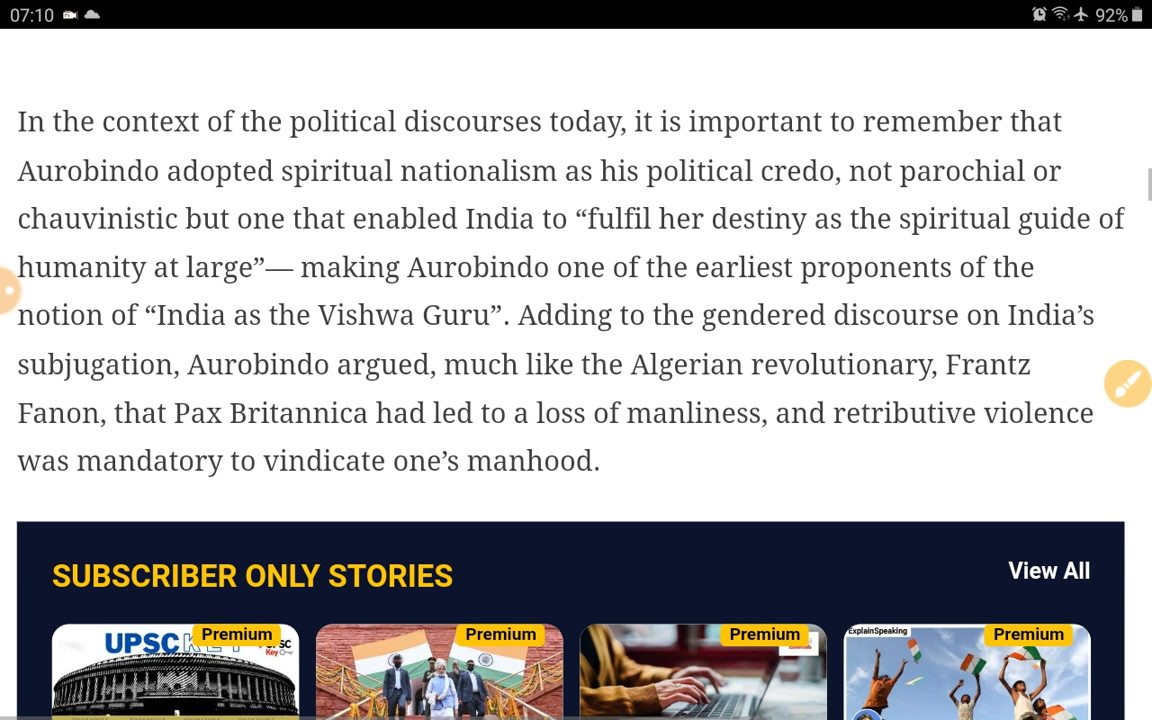 07:10
92%
In the context of the political discourses today, it is important to remember that
Aurobindo adopted spiritual nationalism as his political credo, not parochial or
chauvinistic but one that enabled India to “fulfil her destiny as the spiritual guide of
humanity at large”— making Aurobindo one of the earliest proponents of the
notion of “India as the Vishwa Guru”. Adding to the gendered discourse on India’s
subjugation, Aurobindo argued, much like the Algerian revolutionary, Frantz
Fanon, that Pax Britannica had led to a loss of manliness, and retributive violence
was mandatory to vindicate one’s manhood.
SUBSCRIBER ONLY STORIES
View All
UPSC
Premium
Key
Premium
Premium
ExplainSpeaking
Premium